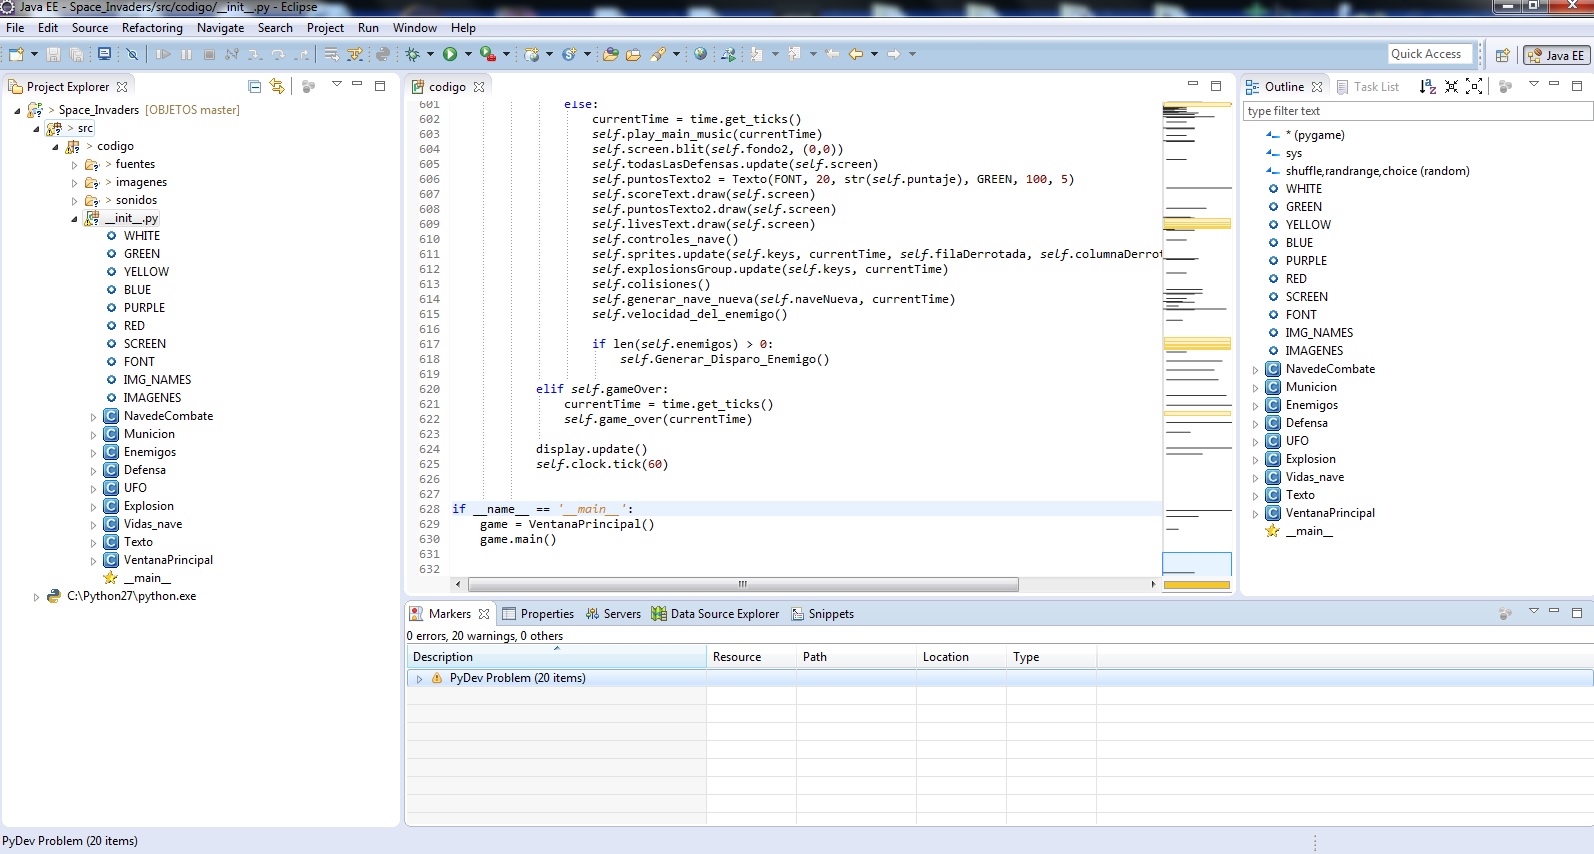 Java EE - Space_Invaders/src/codigo/__init__.py - Eclipse
File Edit Source Refactoring Navigate Search Project Run Window Help
Quick Access
Java EE
Project Explorer
> Space_Invaders [OBJETOS master]
> src
> codigo
> fuentes
> imagenes
> sonidos
__init__.py
WHITE
GREEN
YELLOW
BLUE
PURPLE
RED
SCREEN
FONT
IMG_NAMES
IMAGENES
NavedeCombate
Municion
Enemigos
Defensa
UFO
Explosion
Vidas_nave
Texto
VentanaPrincipal
__main__
C:\Python27\python.exe
codigo
601 else:
602 currentTime = time.get_ticks()
603 self.play_main_music(currentTime)
604 self.screen.blit(self.fondo2, (0,0))
605 self.todasLasDefensas.update(self.screen)
606 self.puntosTexto2 = Texto(FONT, 20, str(self.puntaje), GREEN, 100, 5)
607 self.scoreText.draw(self.screen)
608 self.puntosTexto2.draw(self.screen)
609 self.livesText.draw(self.screen)
610 self.controles_nave()
611 self.sprites.update(self.keys, currentTime, self.filaDerrotada, self.columnaDerrot
612 self.explosionsGroup.update(self.keys, currentTime)
613 self.colisiones()
614 self.generar_nave_nueva(self.naveNueva, currentTime)
615 self.velocidad_del_enemigo()
616
617 if len(self.enemigos) > 0:
618 self.Generar_Disparo_Enemigo()
619
620 elif self.gameOver:
621 currentTime = time.get_ticks()
622 self.game_over(currentTime)
623
624 display.update()
625 self.clock.tick(60)
626
627
628 if __name__ == '__main__':
629 game = VentanaPrincipal()
630 game.main()
631
632
Outline Task List
type filter text
* (pygame)
sys
shuffle,randrange,choice (random)
WHITE
GREEN
YELLOW
BLUE
PURPLE
RED
SCREEN
FONT
IMG_NAMES
IMAGENES
NavedeCombate
Municion
Enemigos
Defensa
UFO
Explosion
Vidas_nave
Texto
VentanaPrincipal
__main__
Markers Properties Servers Data Source Explorer Snippets
0 errors, 20 warnings, 0 others
Description Resource Path Location Type
PyDev Problem (20 items)
PyDev Problem (20 items)